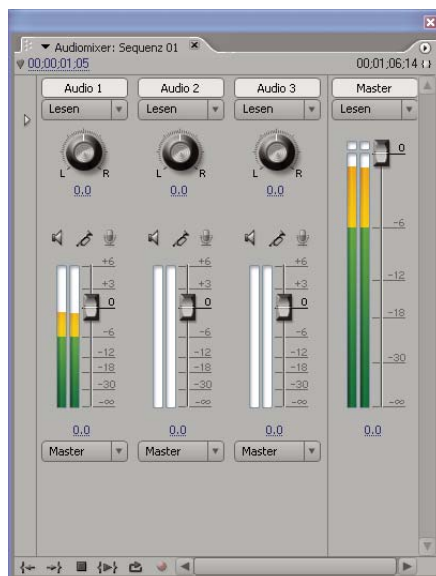 Audiomixer: Sequenz 01
00;00;01;05 00;01;06;14
Audio 1 Audio 2 Audio 3 Master
Lesen Lesen Lesen Lesen
L R L R L R
0.0 0.0 0.0
+6 +6 +6
+3 +3 +3
0 0 0
-6 -6 -6
-12 -12 -12
-18 -18 -18
-30 -30 -30
-∞ -∞ -∞
0
-6
-12
-18
-30
-∞
0.0 0.0 0.0 0.0
Master Master Master